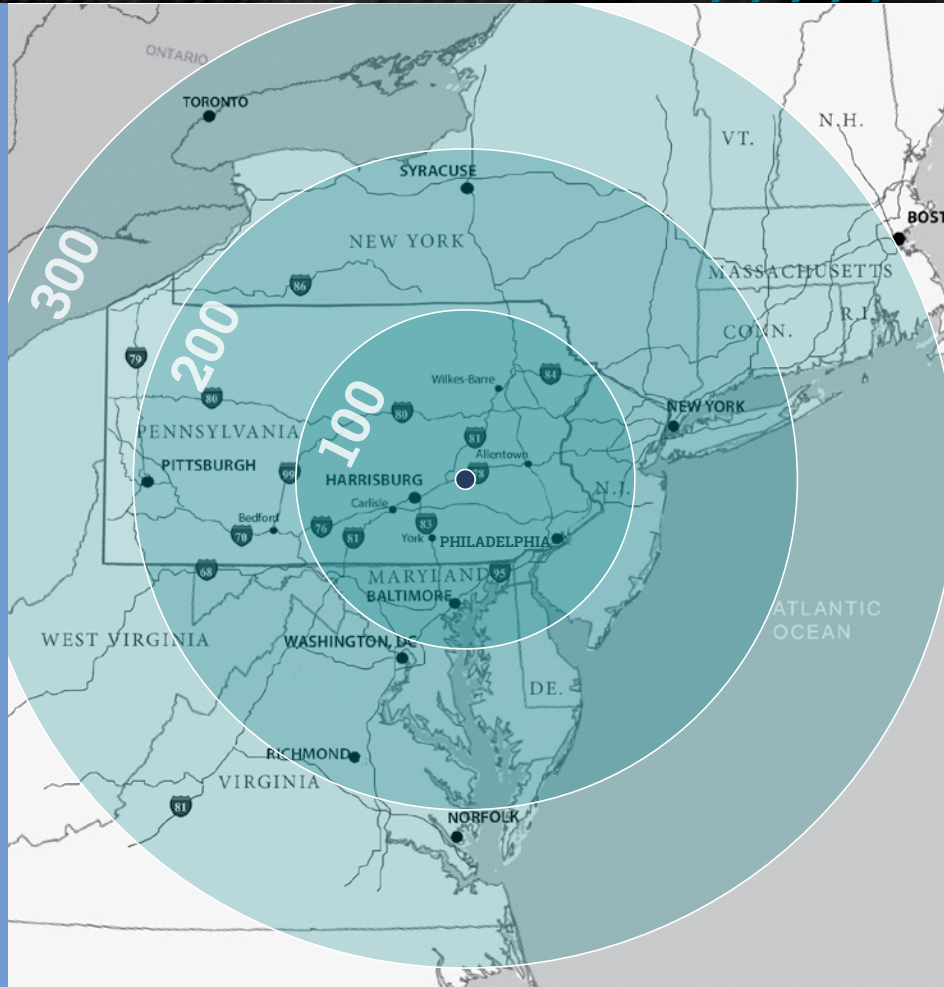 ONTARIO
TORONTO
VT.
N.H.
SYRACUSE
BOST
NEW YORK
MASSACHUSETTS
300
86
CONN.
R.I.
200
79
84
Wilkes-Barre
80
80
100
NEW YORK
PENNSYLVANIA
81
Allentown
PITTSBURGH
99
HARRISBURG
78
N.J.
Carlisle
Bedford
70
76
81
83
York
PHILADELPHIA
68
MARYLAND
95
BALTIMORE
ATLANTIC
OCEAN
WEST VIRGINIA
WASHINGTON, DC
DE.
RICHMOND
VIRGINIA
81
NORFOLK